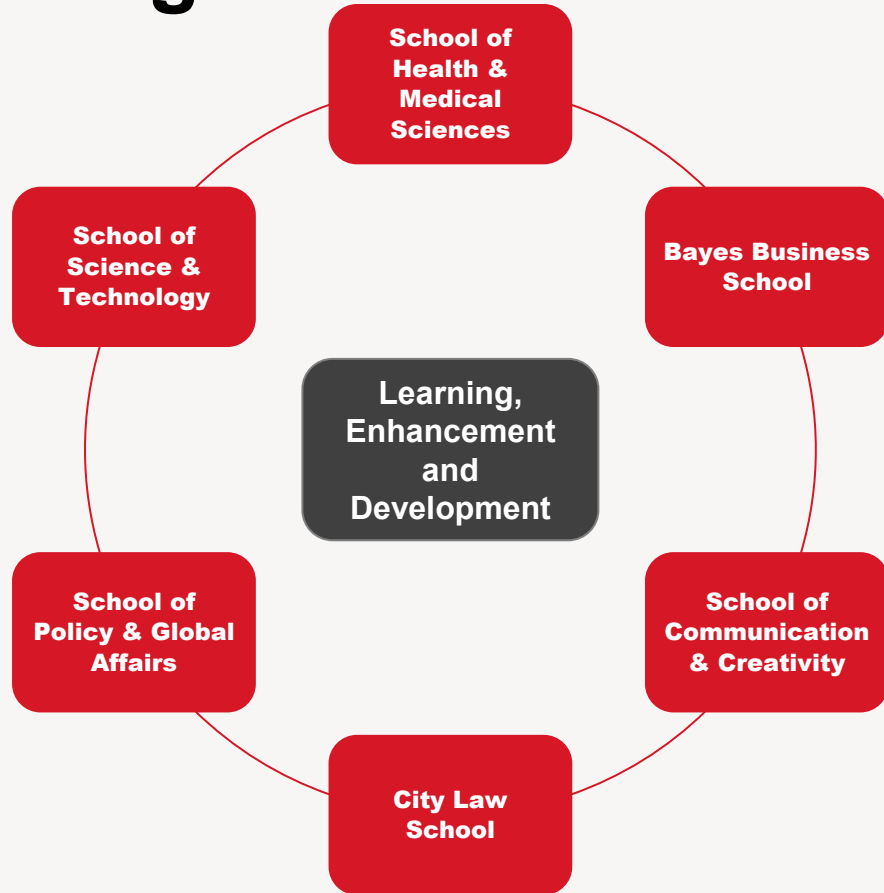 School of
Health &
Medical
Sciences
Bayes Business
School
School of
Communication
& Creativity
City Law
School
School of
Policy & Global
Affairs
School of
Science &
Technology
Learning,
Enhancement
and
Development